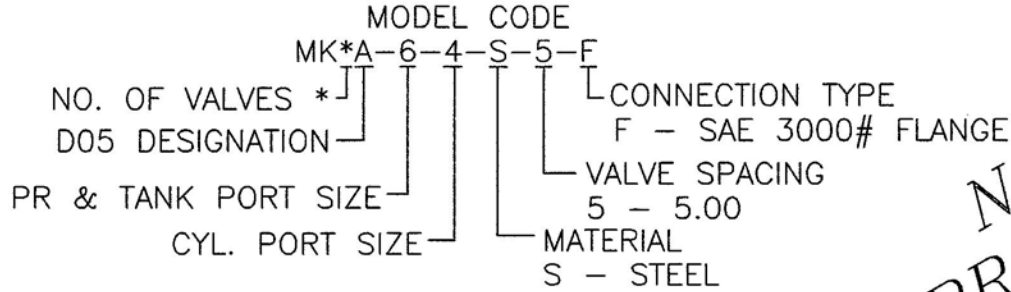 MODEL CODE
MK*A-6-4-S-5-F
NO. OF VALVES *
D05 DESIGNATION
PR & TANK PORT SIZE
CYL. PORT SIZE
CONNECTION TYPE
F - SAE 3000# FLANGE
VALVE SPACING
5 - 5.00
MATERIAL
S - STEEL
N
PR